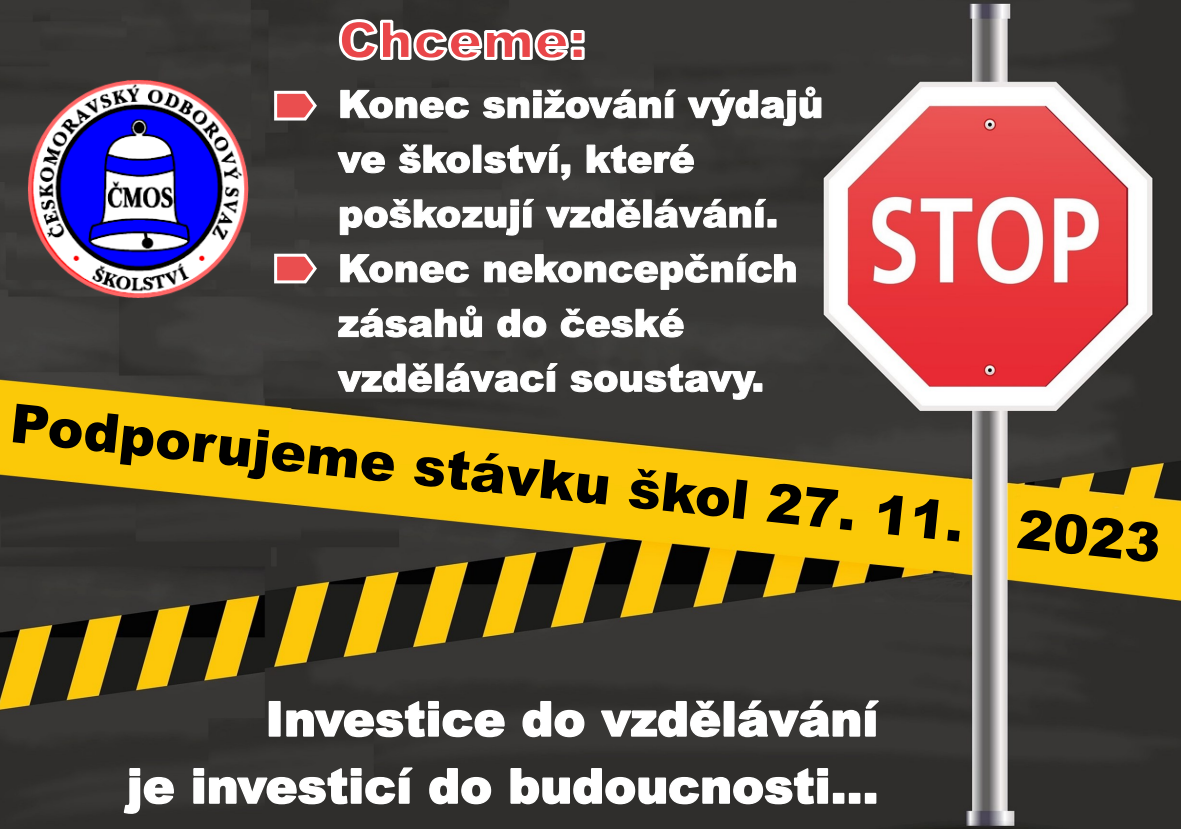 Chceme:
ČESKOMORAVSKÝ ODBOROVÝ SVAZ
ČMOS
• ŠKOLSTVÍ •
Konec snižování výdajů
ve školství, které
poškozují vzdělávání.
Konec nekoncepčních
zásahů do české
vzdělávací soustavy.
STOP
Podporujeme stávku škol 27. 11. 2023
Investice do vzdělávání
je investicí do budoucnosti...